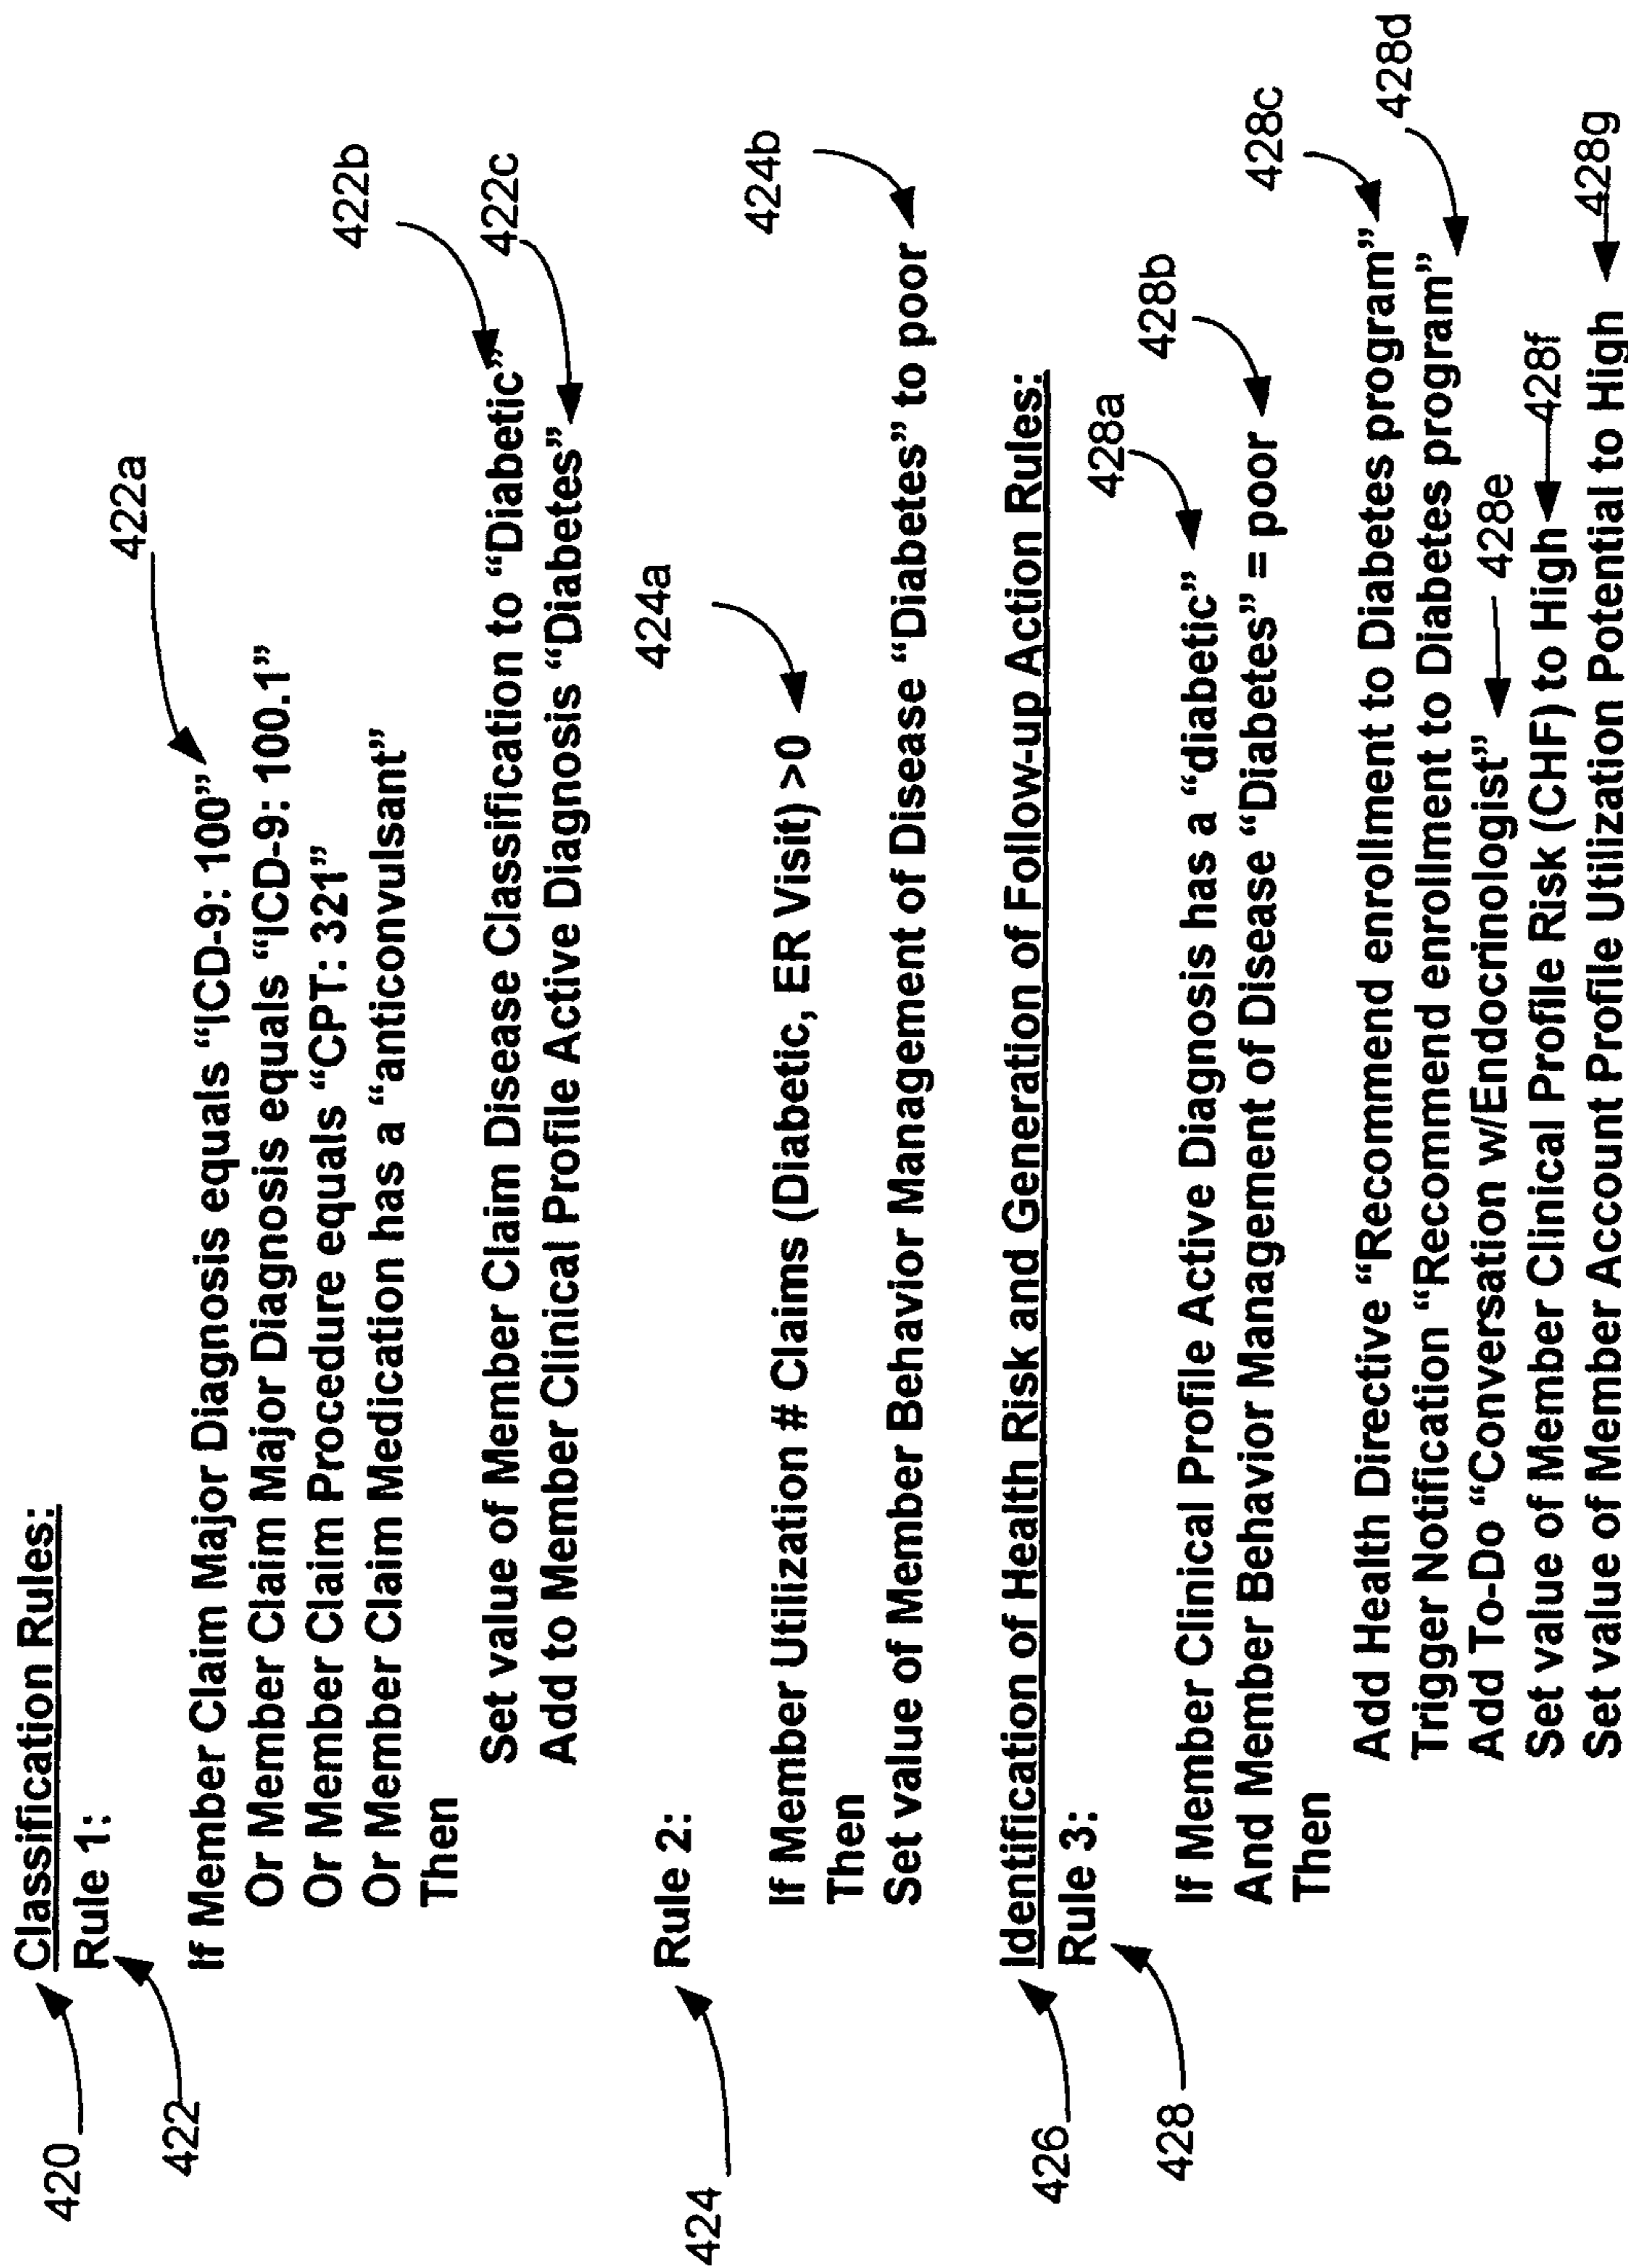 420
Classification Rules:
422
Rule 1:
422a
If Member Claim Major Diagnosis equals “ICD-9: 100”
Or Member Claim Major Diagnosis equals “ICD-9: 100.1”
Or Member Claim Procedure equals “CPT: 321”
Or Member Claim Medication has a “anticonvulsant”
Then
422b
Set value of Member Claim Disease Classification to “Diabetic”
422c
Add to Member Clinical Profile Active Diagnosis “Diabetes”
424
Rule 2:
424a
If Member Utilization # Claims (Diabetic, ER Visit) >0
Then
424b
Set value of Member Behavior Management of Disease “Diabetes” to poor
426
Identification of Health Risk and Generation of Follow-up Action Rules:
428
Rule 3:
428a
If Member Clinical Profile Active Diagnosis has a “diabetic”
428b
And Member Behavior Management of Disease “Diabetes” = poor
Then
428c
Add Health Directive “Recommend enrollment to Diabetes program”
428d
Trigger Notification “Recommend enrollment to Diabetes program”
Add To-Do “Conversation w/Endocrinologist” 428e
Set value of Member Clinical Profile Risk (CHF) to High 428f
Set value of Member Account Profile Utilization Potential to High 428g